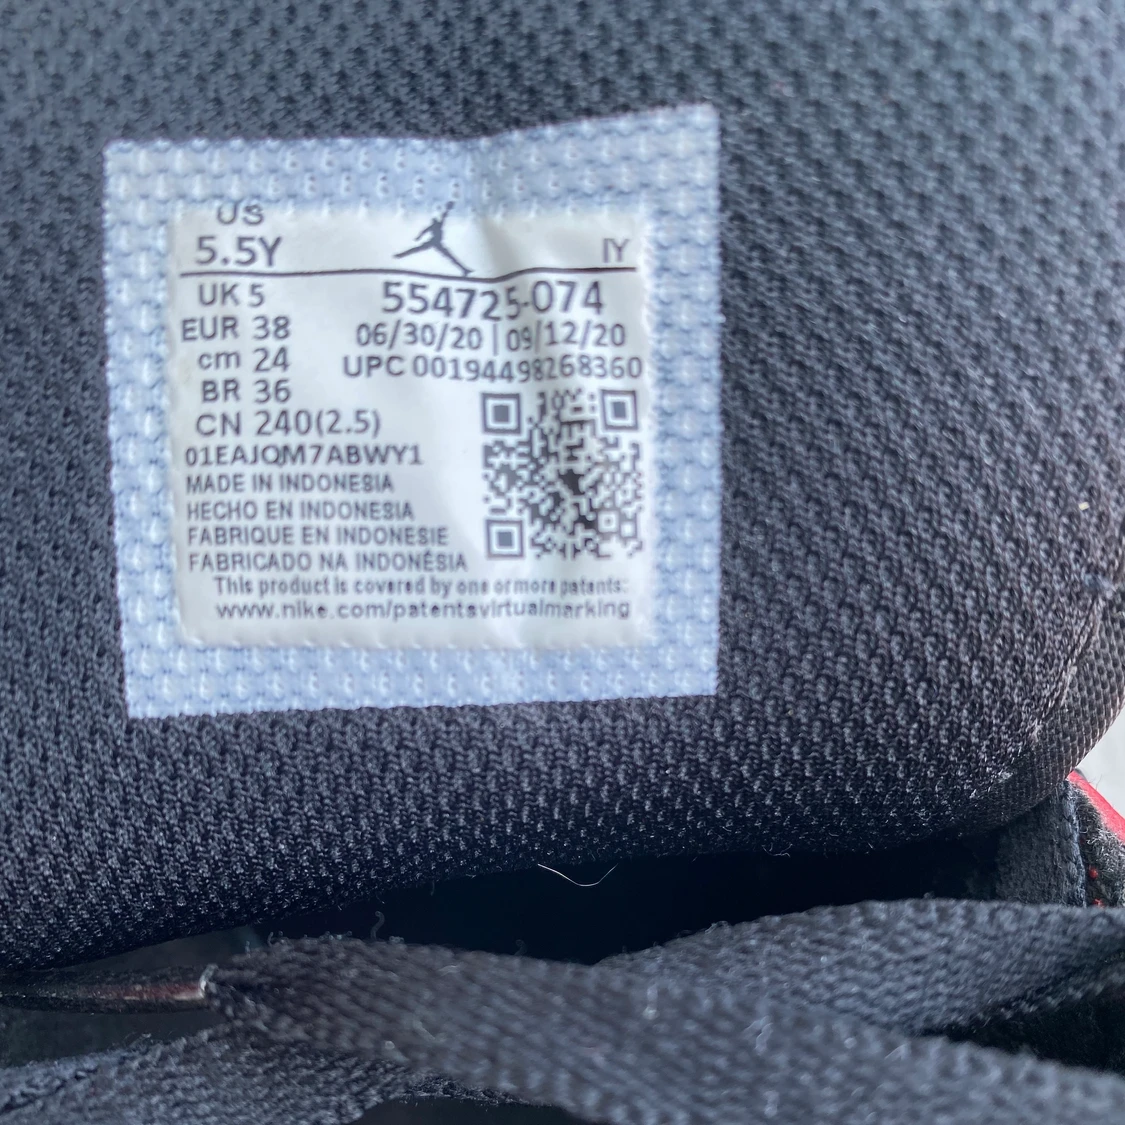 US
5.5Y IY
UK 5 554725-074
EUR 38 06/30/20 | 09/12/20
cm 24 UPC 00194498268360
BR 36
CN 240(2.5)
01EAJQM7ABWY1
MADE IN INDONESIA
HECHO EN INDONESIA
FABRIQUE EN INDONESIE
FABRICADO NA INDONÉSIA
This product is covered by one or more patents:
www.nike.com/patentsvirtualmarking